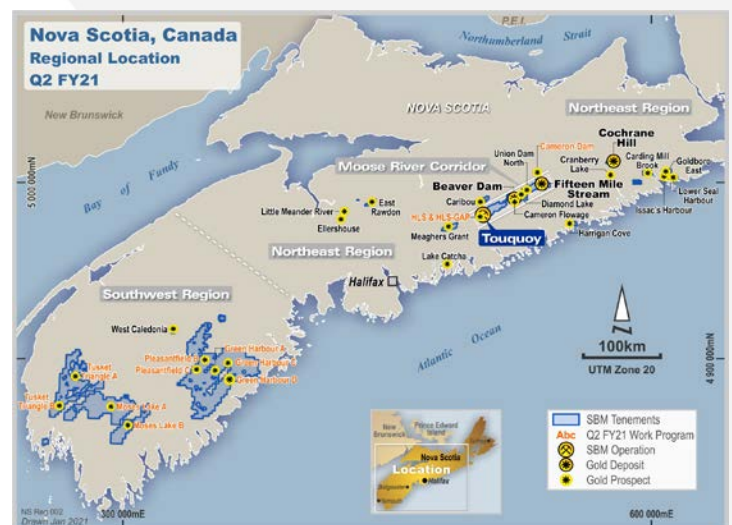 Nova Scotia, Canada
Regional Location
Q2 FY21
P.E.I.
Northumberland Strait
New Brunswick
NOVA SCOTIA
Northeast Region
Bay of Fundy
5 000 000mN
Moose River Corridor
Union Dam
North
Cameron Dam
Cochrane
Hill
Cranberry
Lake
Carding Mill
Brook
Goldboro
East
Beaver Dam
Caribou
Fifteen Mile
Stream
Lower Seal
Harbour
Issac's Harbour
East
Rawdon
Little Meander River
Ellershouse
HLS & HLS-GAP
Diamond Lake
Cameron Flowage
Meaghers Grant
Touquoy
Harrigan Cove
Northeast Region
Lake Catcha
Halifax
Southwest Region
West Caledonia
Atlantic Ocean
N
100km
UTM Zone 20
4 900 000mN
Green Harbour A
Pleasantfield B
Pleasantfield C
Green Harbour C
Green Harbour D
Tusket
Triangle A
Tusket
Triangle B
Moses Lake A
Moses Lake B
New
Brunswick
Prince Edward
Island
Nova Scotia
Location
Halifax
SBM Tenements
Abc Q2 FY21 Work Program
SBM Operation
Gold Deposit
Gold Prospect
NS Reg 002
Dream Jan 2021
300 000mE
600 000mE